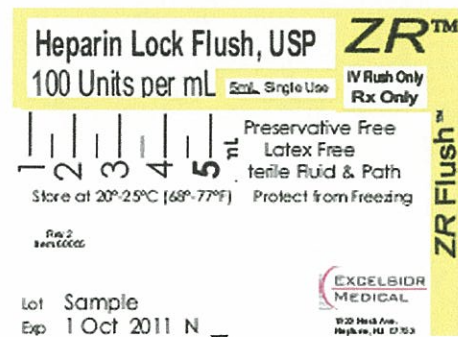 Heparin Lock Flush, USP
100 Units per mL 5mL Single Use
ZR™
IV Flush Only
Rx Only
1 2 3 4 5 mL
Preservative Free
Latex Free
terile Fluid & Path
Store at 20°-25°C (68°-77°F) Protect from Freezing
ZR Flush™
Rev 2
Lot Sample
Exp 1 Oct 2011 N
EXCELSIOR
MEDICAL